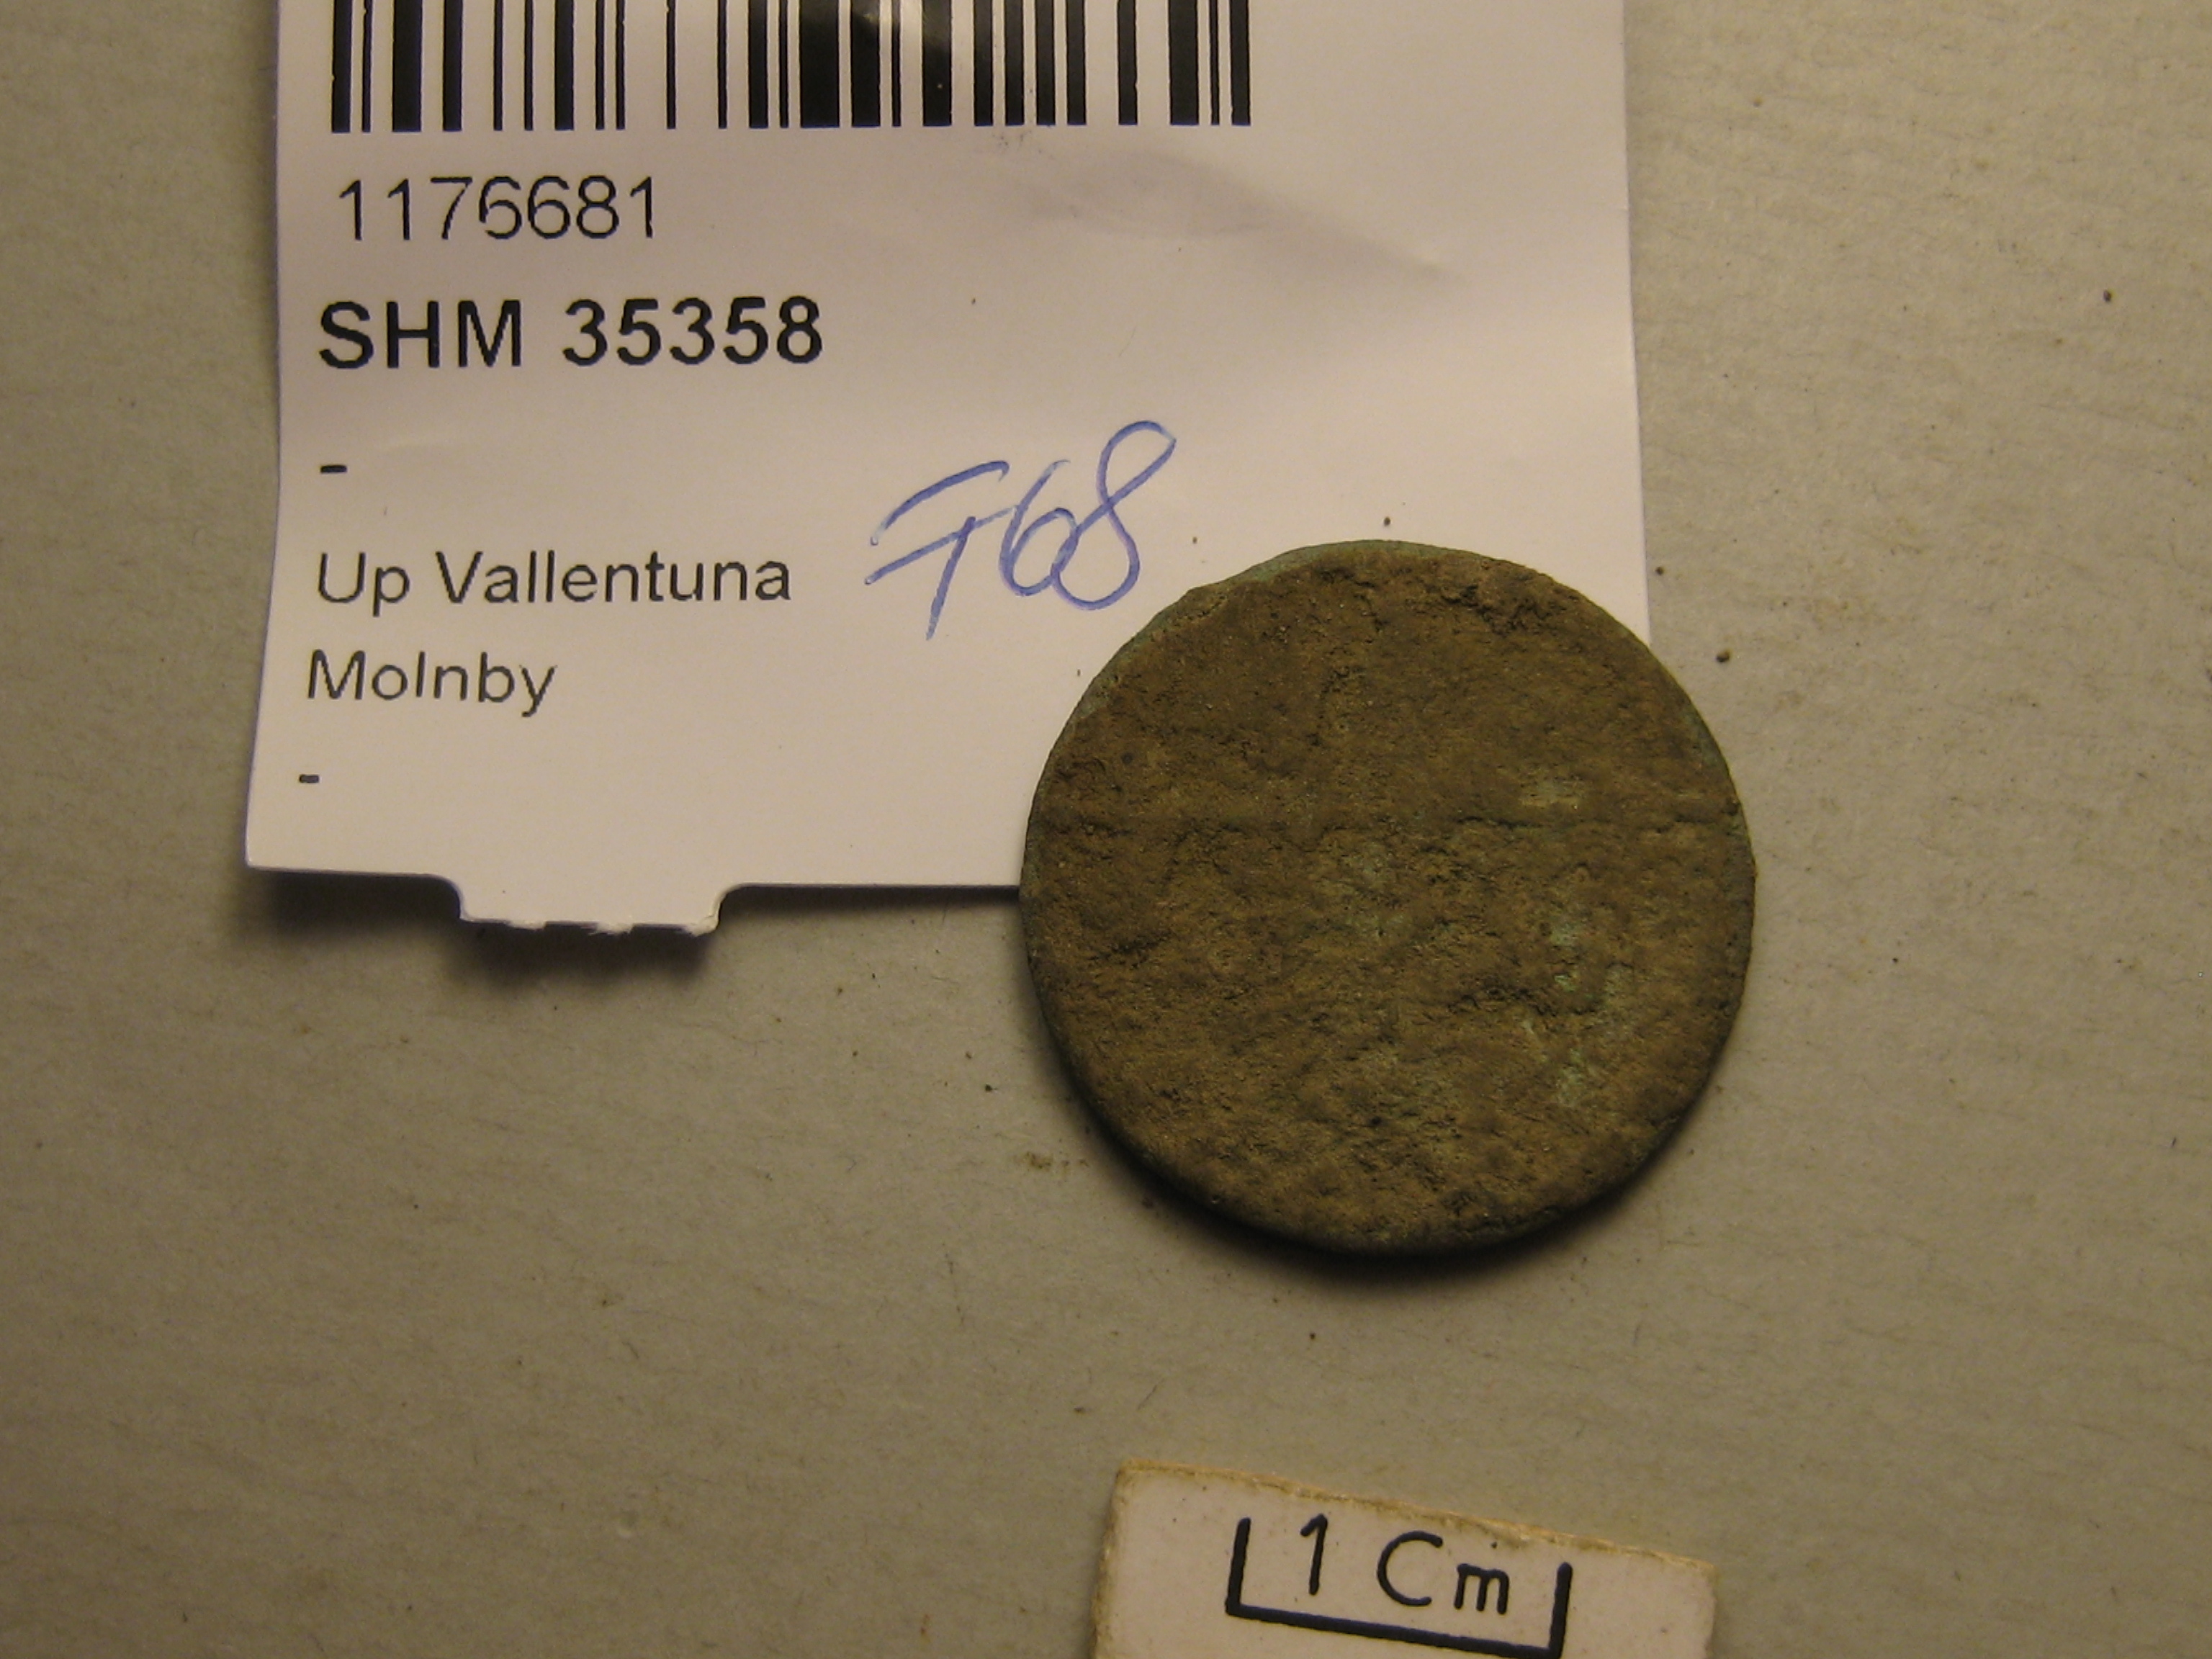 1176681
SHM 35358
-
F68
Up Vallentuna
Molnby
-
1 Cm